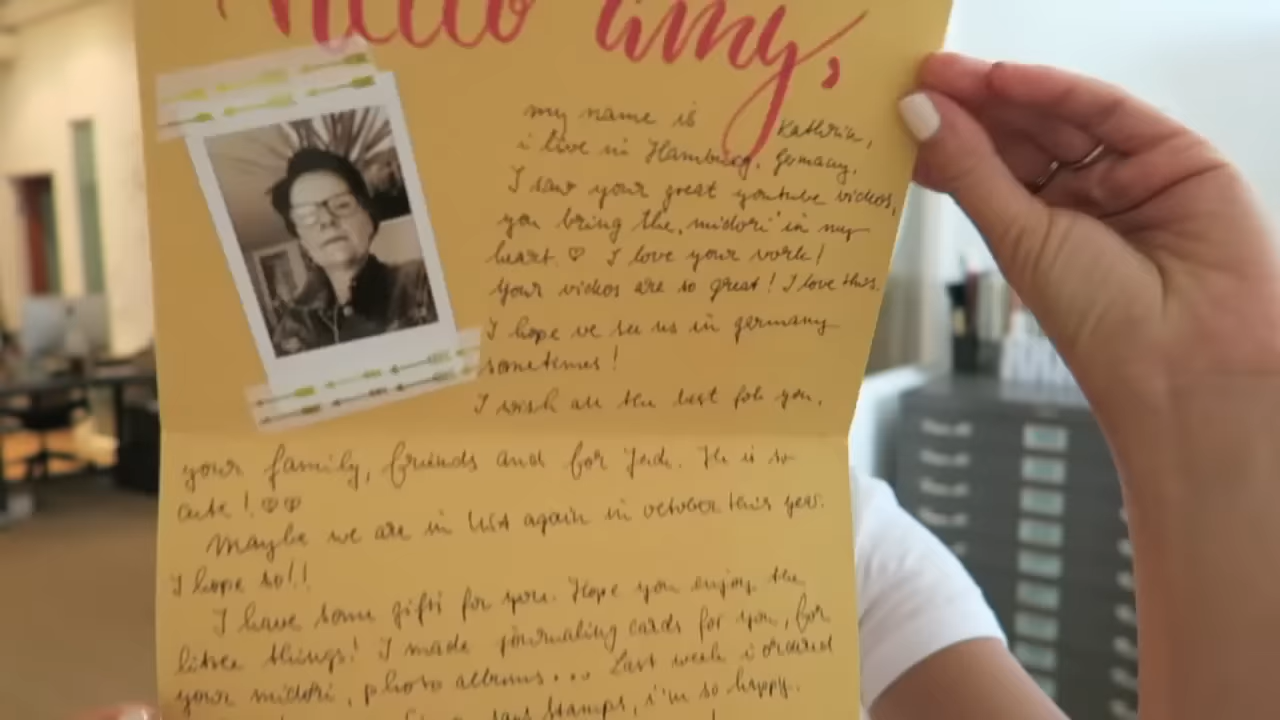 Hello timy,
my name is Kathrin,
i live in Hamburg, Germany.
I saw your great youtube videos,
you bring the midori in my
heart ♡ I love your work!
Your videos are so great! I love this.
I hope we see us in germany
sometimes!
I wish all the best for you,
your family, friends and for. He is so
cute! ♡♡
Maybe we are in USA again in october this year.
I hope so!!
I have some gifts for you. Hope you enjoy the
little things! I made journaling cards for you, for
your midori, photo albums... Last week i ordered
stamps, i'm so happy.